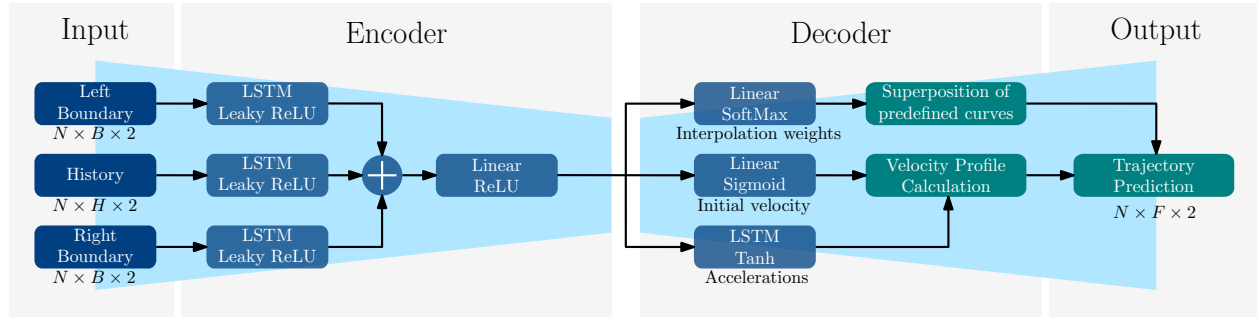 Input
Encoder
Decoder
Output
Left
Boundary
N × B × 2
History
N × H × 2
Right
Boundary
N × B × 2
LSTM
Leaky ReLU
LSTM
Leaky ReLU
LSTM
Leaky ReLU
Linear
ReLU
Linear
SoftMax
Interpolation weights
Linear
Sigmoid
Initial velocity
LSTM
Tanh
Accelerations
Superposition of
predefined curves
Velocity Profile
Calculation
Trajectory
Prediction
N × F × 2